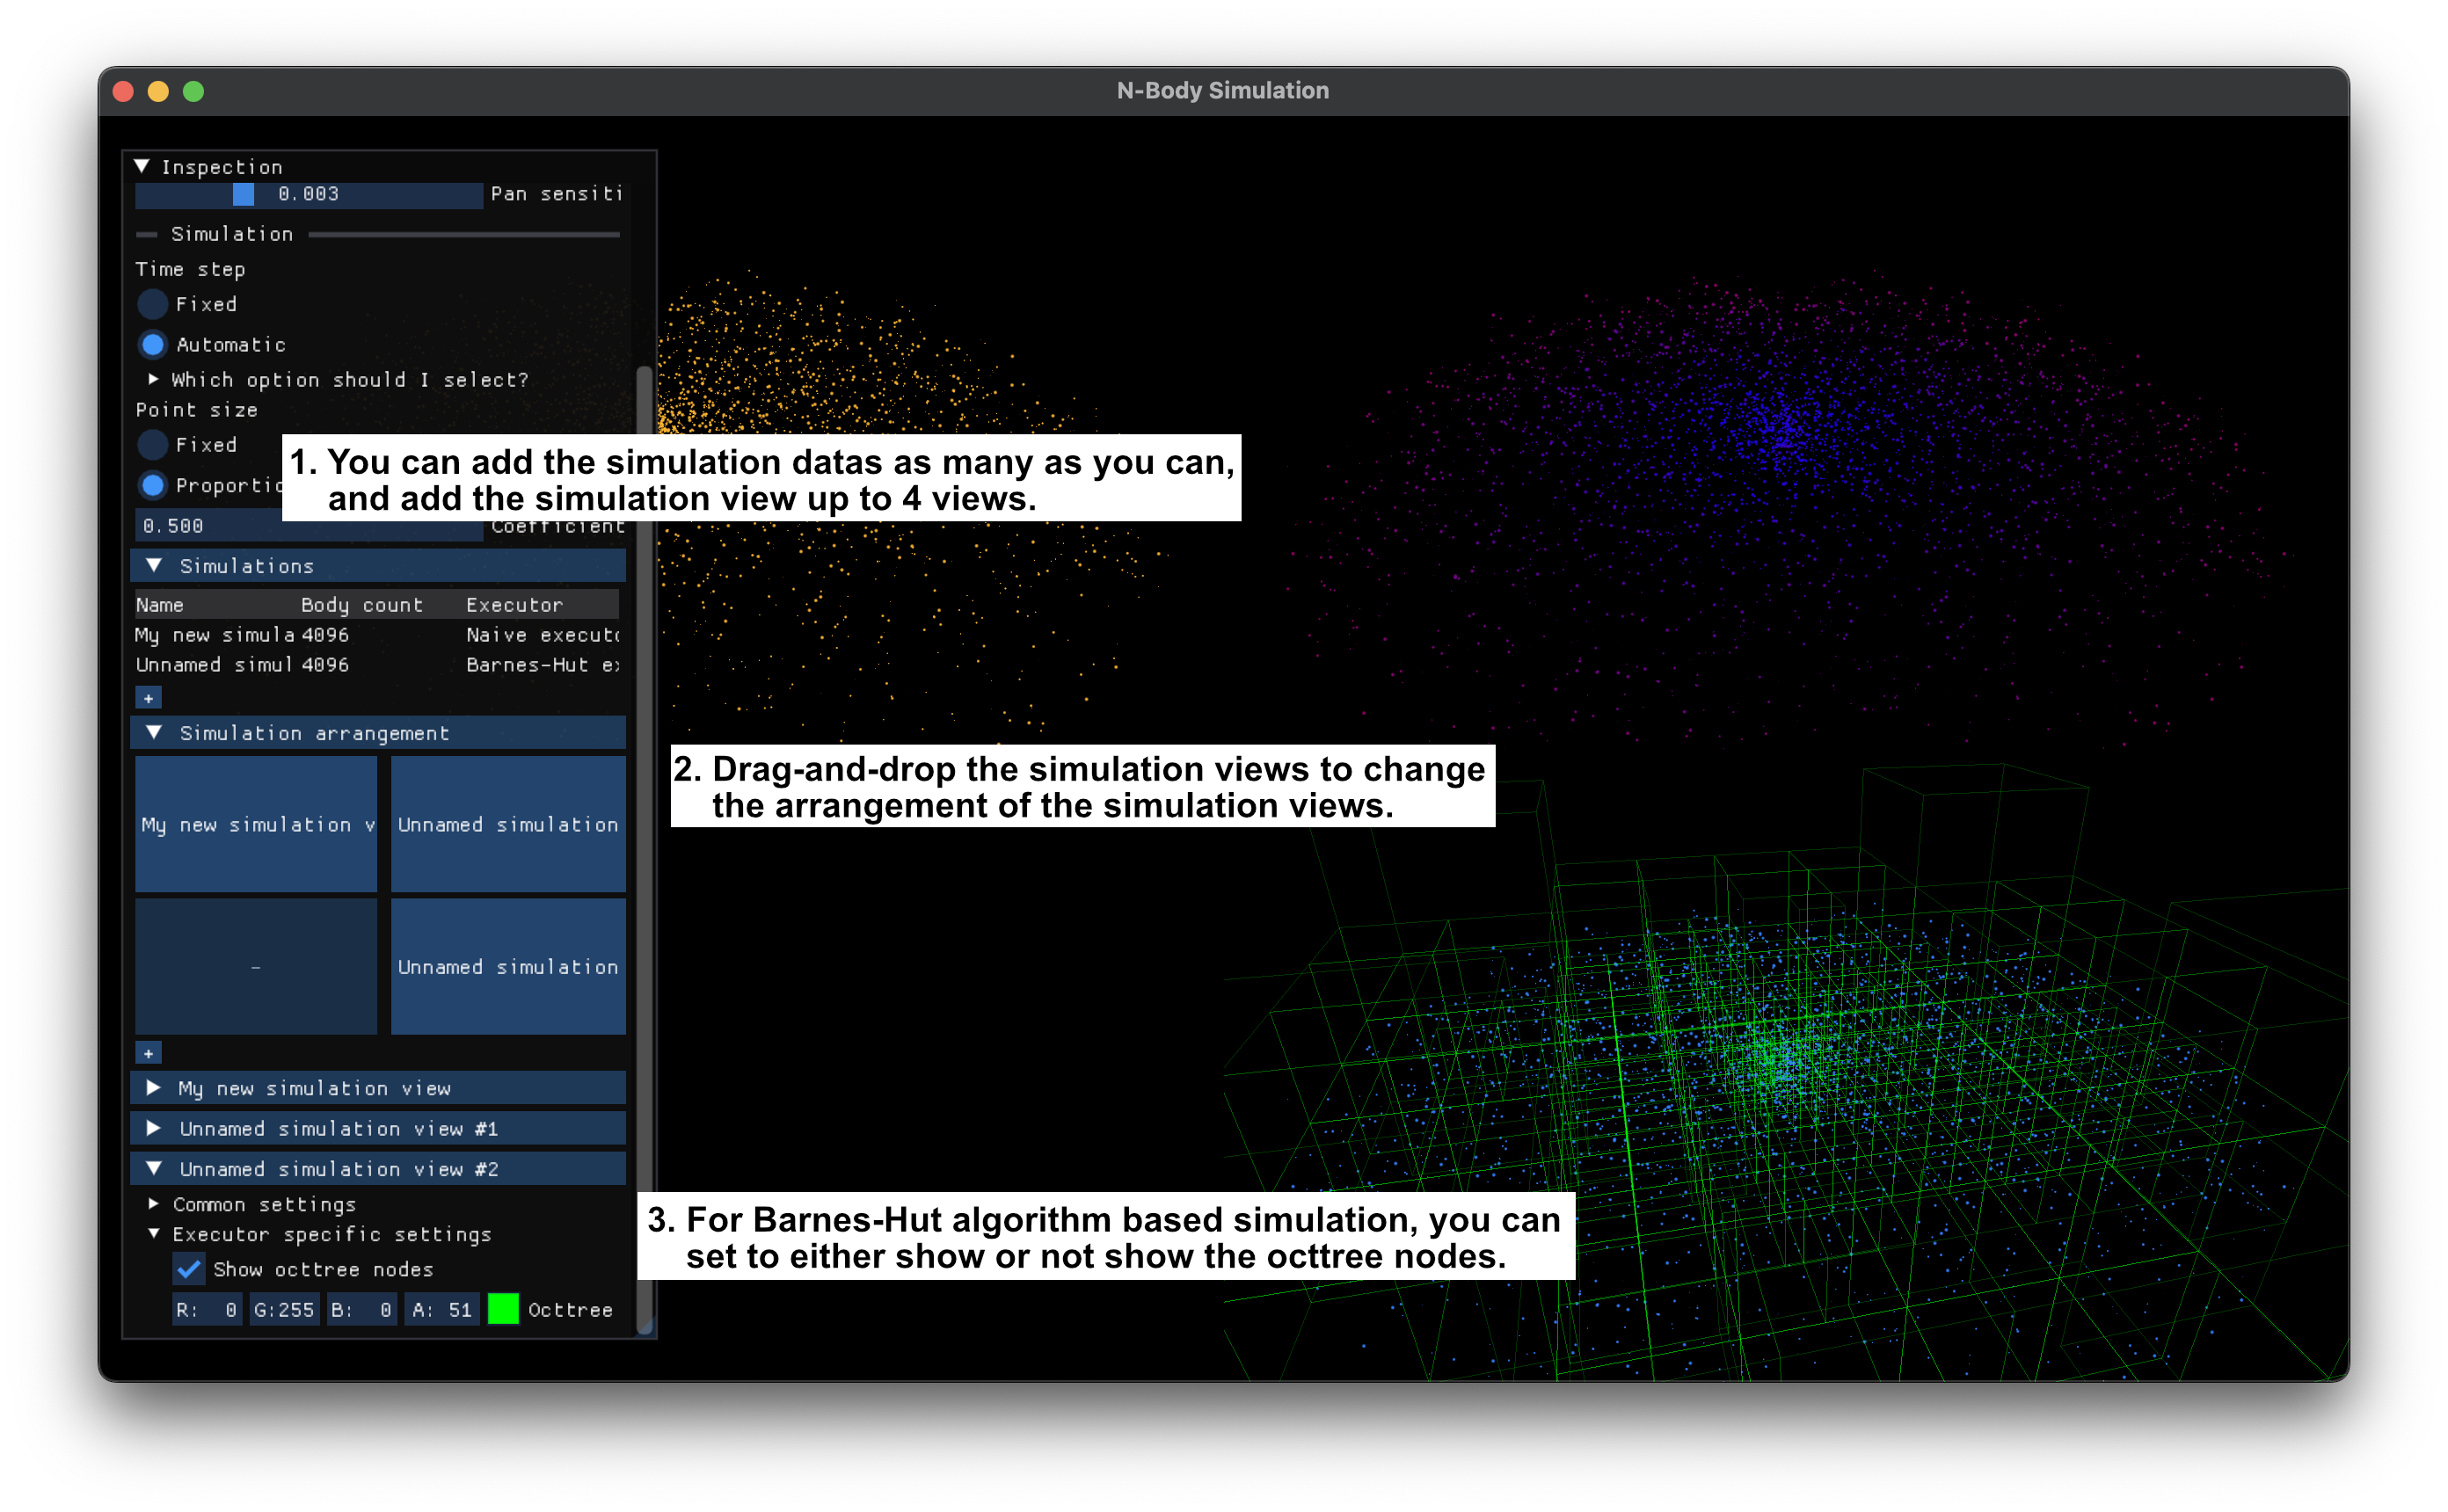 N-Body Simulation
Inspection
0.003 Pan sensiti
Simulation
Time step
Fixed
Automatic
Which option should I select?
Point size
Fixed
Proportic
1. You can add the simulation datas as many as you can,
and add the simulation view up to 4 views.
0.500 Coefficient
Simulations
Name Body count Executor
My new simula 4096 Naive executo
Unnamed simul 4096 Barnes-Hut ex
+
Simulation arrangement
My new simulation v Unnamed simulation
2. Drag-and-drop the simulation views to change
the arrangement of the simulation views.
- Unnamed simulation
+
My new simulation view
Unnamed simulation view #1
Unnamed simulation view #2
Common settings
3. For Barnes-Hut algorithm based simulation, you can
set to either show or not show the octtree nodes.
Executor specific settings
Show octtree nodes
R: 0 G:255 B: 0 A: 51 Octtree